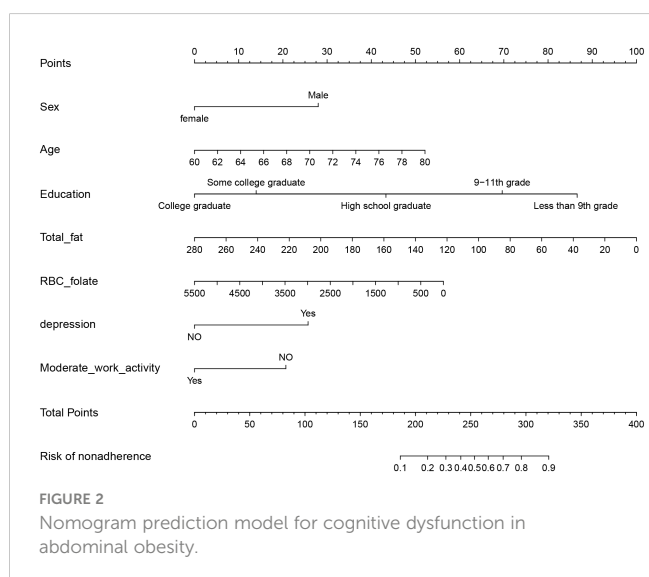 Points
0 10 20 30 40 50 60 70 80 90 100
Sex
Male
female
Age
60 62 64 66 68 70 72 74 76 78 80
Education
Some college graduate 9−11th grade
College graduate High school graduate Less than 9th grade
Total_fat
280 260 240 220 200 180 160 140 120 100 80 60 40 20 0
RBC_folate
5500 4500 3500 2500 1500 500 0
depression
Yes
NO
Moderate_work_activity
NO
Yes
Total Points
0 50 100 150 200 250 300 350 400
Risk of nonadherence
0.1 0.2 0.3 0.4 0.5 0.6 0.7 0.8 0.9
FIGURE 2
Nomogram prediction model for cognitive dysfunction in
abdominal obesity.